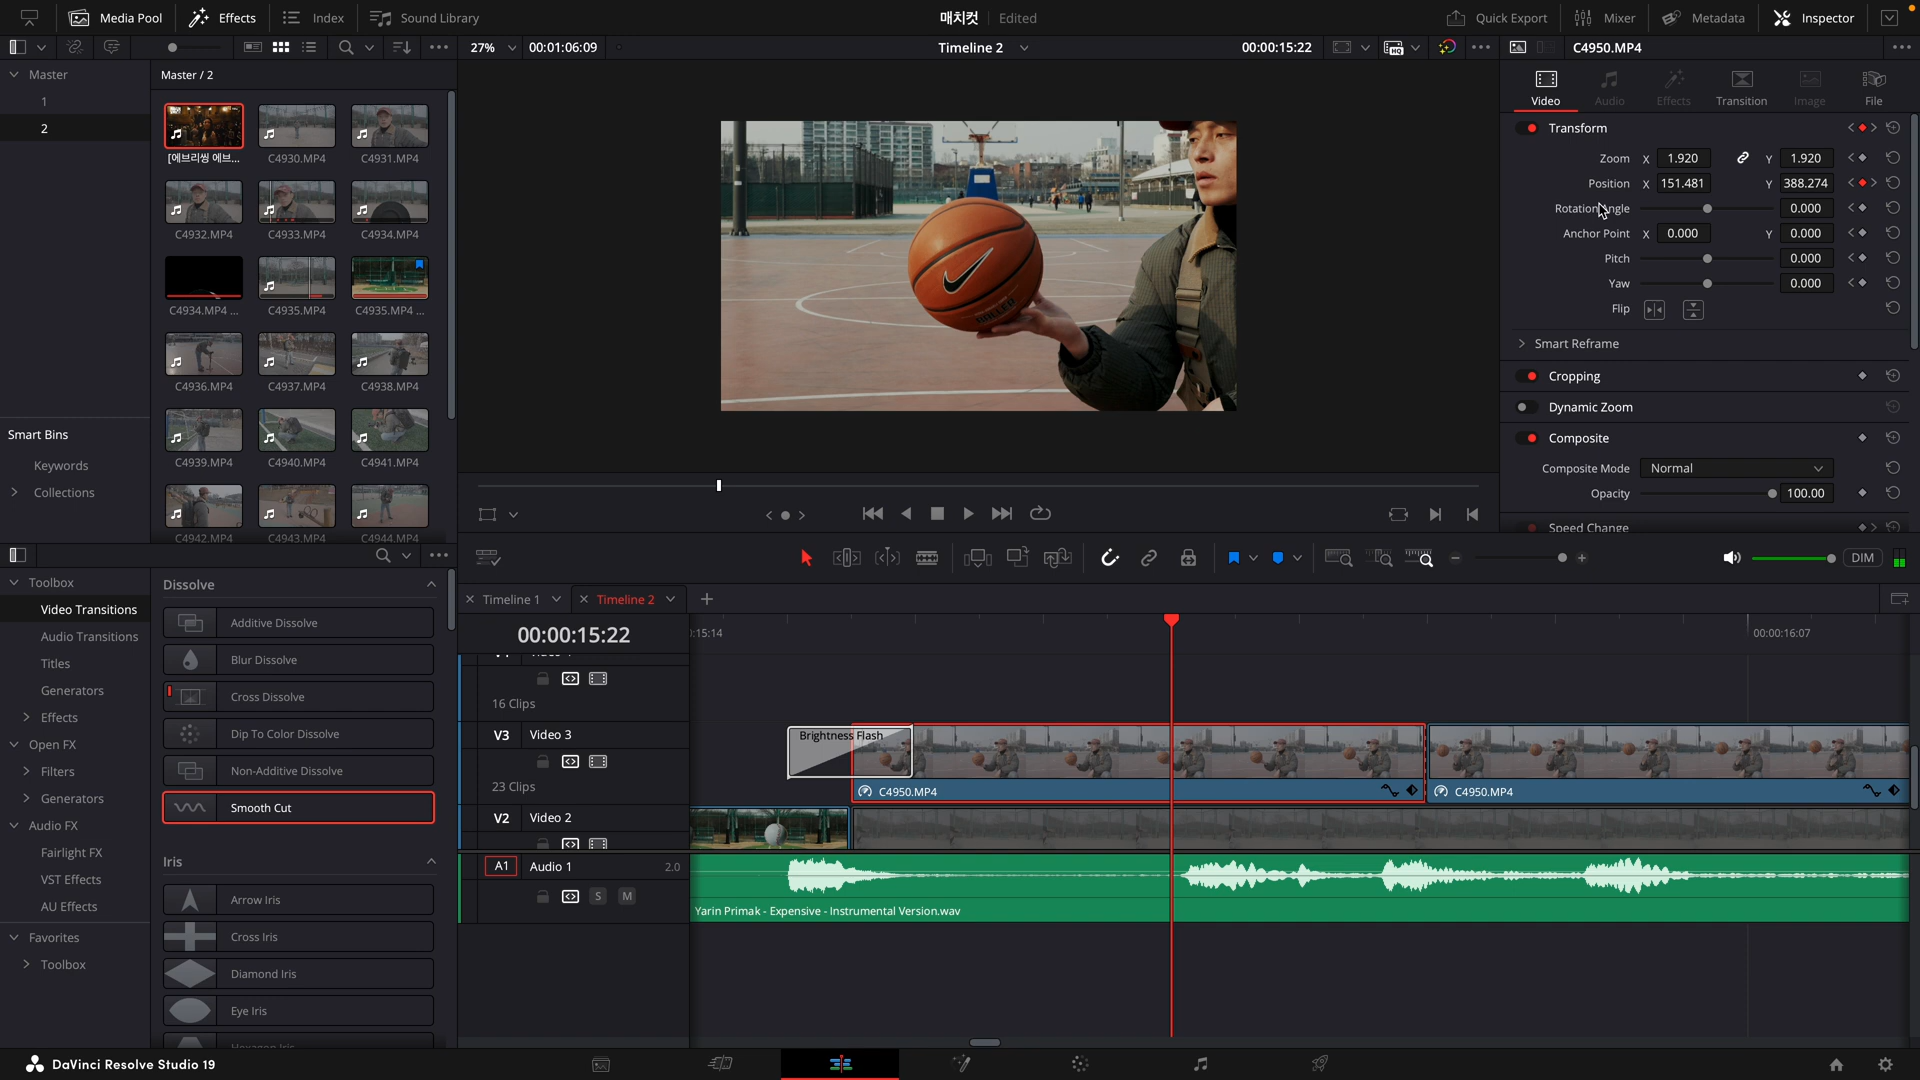 Media Pool
Effects
Index
Sound Library
매치컷
Edited
Quick Export
Mixer
Metadata
Inspector
27%
00:01:06:09
Timeline 2
00:00:15:22
C4950.MP4
Master
1
2
Master / 2
[에브리씽 에브...
C4930.MP4
C4931.MP4
C4932.MP4
C4933.MP4
C4934.MP4
C4934.MP4 ...
C4935.MP4
C4935.MP4 ...
C4936.MP4
C4937.MP4
C4938.MP4
C4939.MP4
C4940.MP4
C4941.MP4
C4942.MP4
C4943.MP4
C4944.MP4
Smart Bins
Keywords
Collections
Video
Audio
Effects
Transition
Image
File
Transform
Zoom X 1.920 Y 1.920
Position X 151.481 Y 388.274
Rotation Angle 0.000
Anchor Point X 0.000 Y 0.000
Pitch 0.000
Yaw 0.000
Flip
Smart Reframe
Cropping
Dynamic Zoom
Composite
Composite Mode Normal
Opacity 100.00
Speed Change
DIM
Toolbox
Video Transitions
Audio Transitions
Titles
Generators
Effects
Open FX
Filters
Generators
Audio FX
Fairlight FX
VST Effects
AU Effects
Favorites
Toolbox
Dissolve
Additive Dissolve
Blur Dissolve
Cross Dissolve
Dip To Color Dissolve
Non-Additive Dissolve
Smooth Cut
Iris
Arrow Iris
Cross Iris
Diamond Iris
Eye Iris
Hexagon Iris
Timeline 1
Timeline 2
00:00:15:22
:15:14
00:00:16:07
16 Clips
V3 Video 3
23 Clips
V2 Video 2
A1 Audio 1 2.0
S M
Brightness Flash
C4950.MP4
C4950.MP4
Yarin Primak - Expensive - Instrumental Version.wav
DaVinci Resolve Studio 19